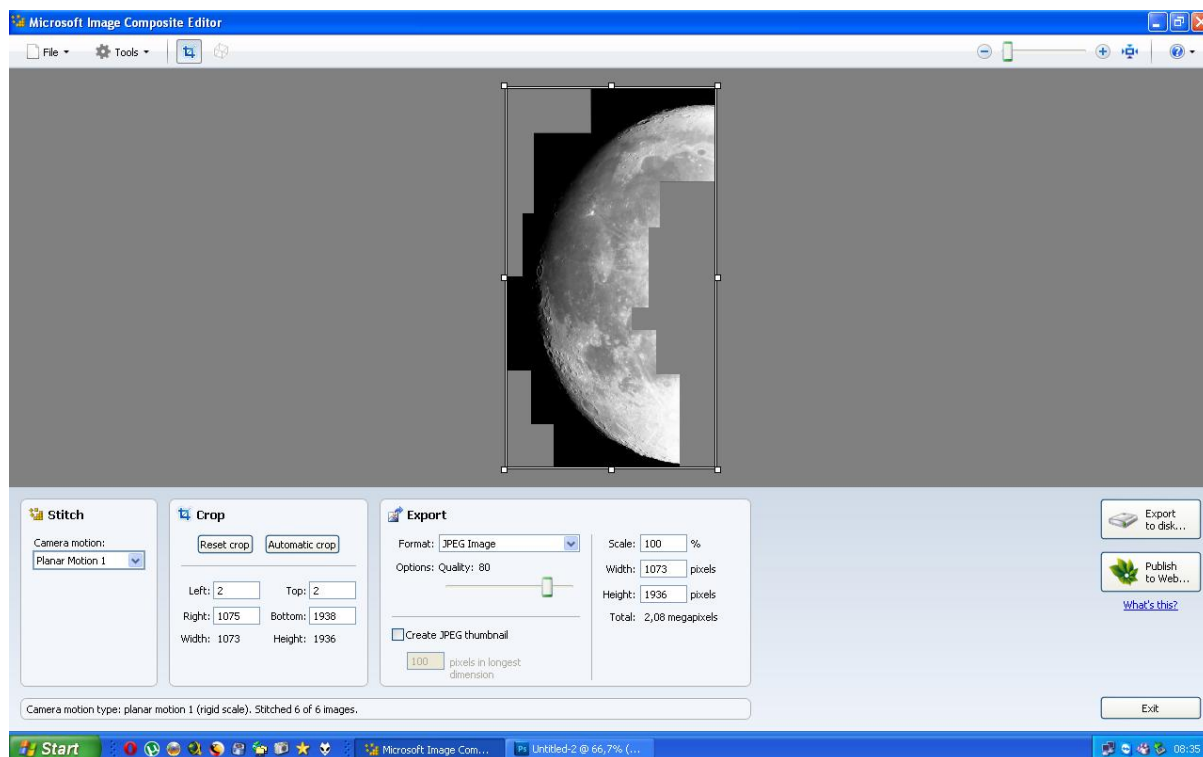 Microsoft Image Composite Editor
File Tools
Stitch
Camera motion:
Planar Motion 1
Crop
Reset crop Automatic crop
Left: 2 Top: 2
Right: 1075 Bottom: 1938
Width: 1073 Height: 1936
Export
Format: JPEG Image
Options: Quality: 80
Create JPEG thumbnail
100 pixels in longest
dimension
Scale: 100 %
Width: 1073 pixels
Height: 1936 pixels
Total: 2,08 megapixels
Export
to disk...
Publish
to Web...
What's this?
Camera motion type: planar motion 1 (rigid scale). Stitched 6 of 6 images.
Exit
Start Microsoft Image Com... Ps Untitled-2 @ 66,7% (... 08:35